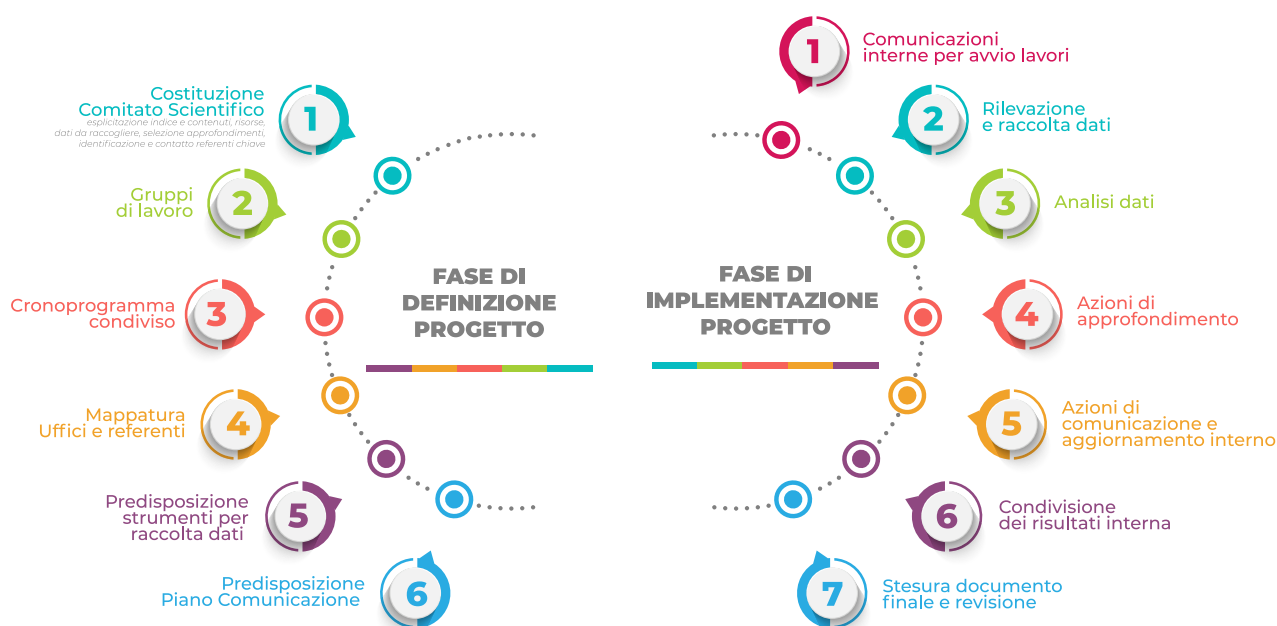 FASE DI
DEFINIZIONE
PROGETTO
1
Costituzione
Comitato Scientifico
esplicitazione indice e contenuti, risorse,
dati da raccogliere, selezione approfondimenti,
identificazione e contatto referenti chiave
2
Gruppi
di lavoro
3
Cronoprogramma
condiviso
4
Mappatura
Uffici e referenti
5
Predisposizione
strumenti per
raccolta dati
6
Predisposizione
Piano Comunicazione
FASE DI
IMPLEMENTAZIONE
PROGETTO
1
Comunicazioni
interne per avvio lavori
2
Rilevazione
e raccolta dati
3
Analisi dati
4
Azioni di
approfondimento
5
Azioni di
comunicazione e
aggiornamento interno
6
Condivisione
dei risultati interna
7
Stesura documento
finale e revisione